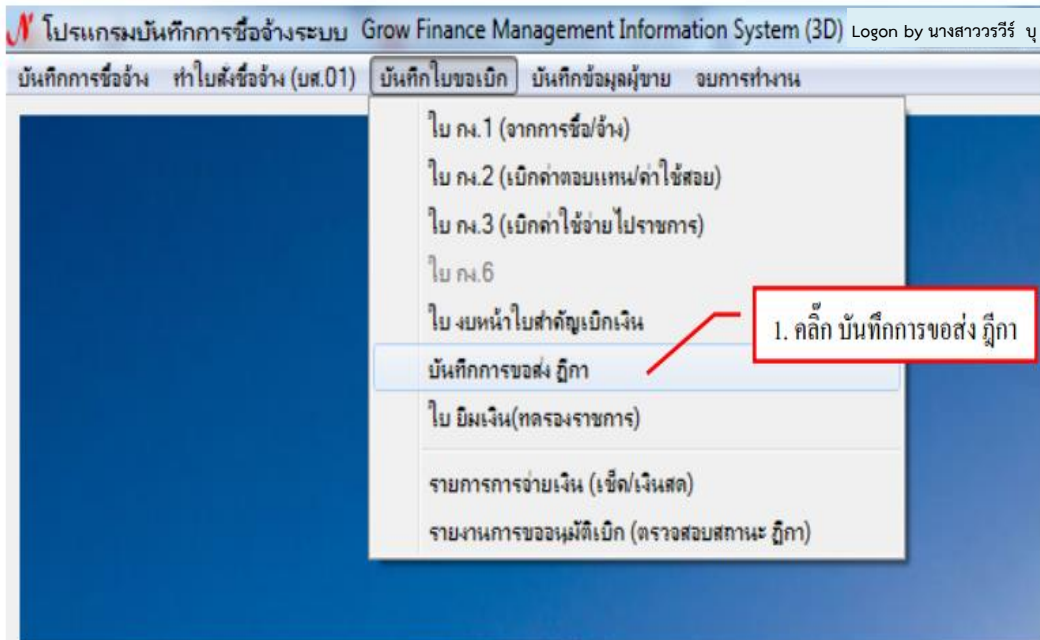 N โปรแกรมบันทึกการซื้อจ้างระบบ Grow Finance Management Information System (3D) Logon by นางสาววรวีร์ บุ
บันทึกการซื้อจ้าง ทำใบสั่งซื้อจ้าง (บศ.01) บันทึกใบขอเบิก บันทึกข้อมูลผู้ขาย จบการทำงาน
ใบ กง.1 (จากการซื้อ/จ้าง)
ใบ กง.2 (เบิกค่าตอบแทน/ค่าใช้สอย)
ใบ กง.3 (เบิกค่าใช้จ่ายไปราชการ)
ใบ กง.6
ใบ งบหน้าใบสำคัญเบิกเงิน
1. คลิ๊ก บันทึกการขอส่ง ฎีกา
บันทึกการขอส่ง ฎีกา
ใบ ยืมเงิน(ทดรองราชการ)
รายการการจ่ายเงิน (เช็ค/เงินสด)
รายงานการขออนุมัติเบิก (ตรวจสอบสถานะ ฎีกา)